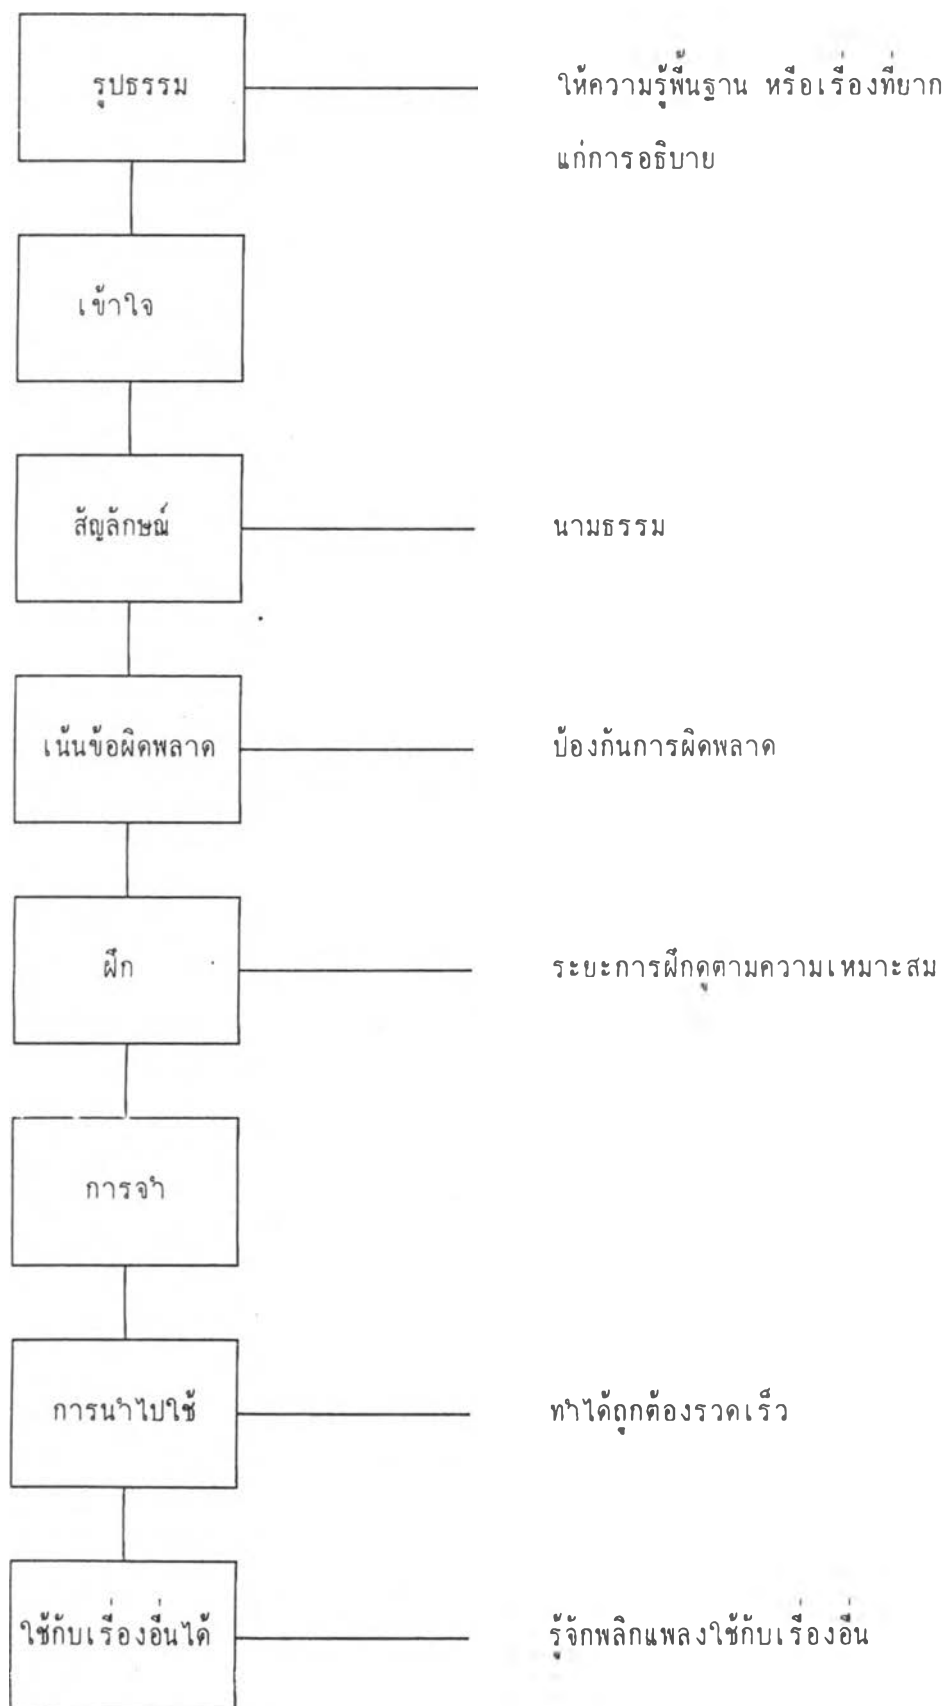 รูปธรรม
ให้ความรู้พื้นฐาน หรือเรื่องที่ยาก
แก่การอธิบาย
เข้าใจ
สัญลักษณ์
นามธรรม
เน้นข้อผิดพลาด
ป้องกันการผิดพลาด
ฝึก
ระยะการฝึกดูตามความเหมาะสม
การจำ
การนำไปใช้
ทำได้ถูกต้องรวดเร็ว
ใช้กับเรื่องอื่นได้
รู้จักพลิกแพลงใช้กับเรื่องอื่น